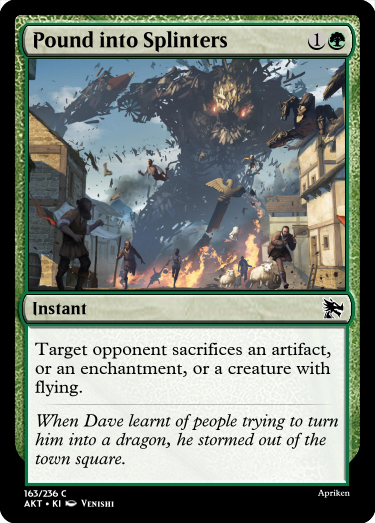 Pound into Splinters 1
Instant
Target opponent sacrifices an artifact,
or an enchantment, or a creature with
flying.
When Dave learnt of people trying to turn
him into a dragon, he stormed out of the
town square.
163/236 C
Apriken
AKT • KI VENISHI